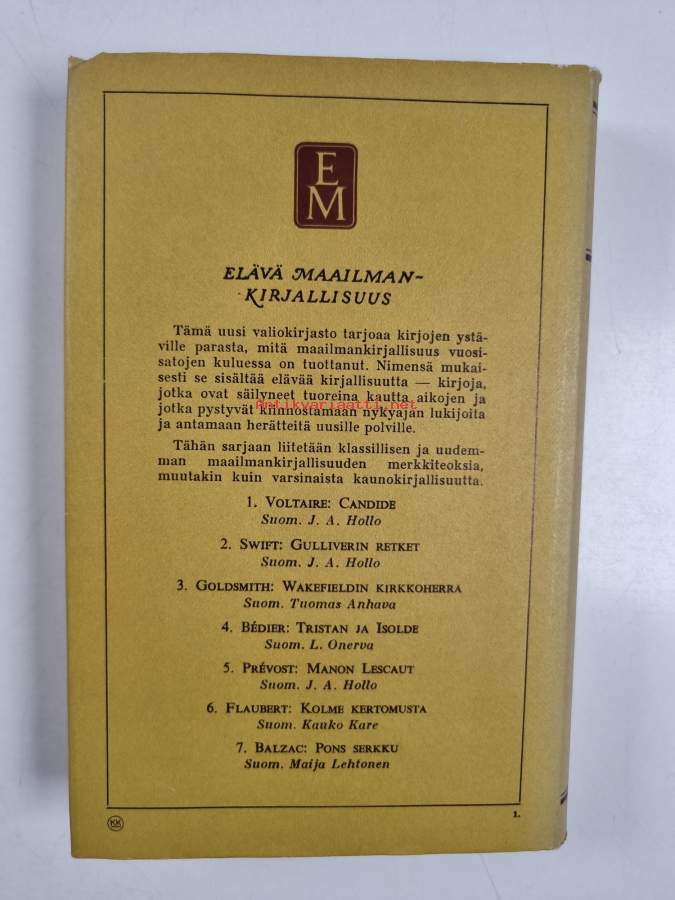 E
M
ELÄVÄ MAAILMAN-
KIRJALLISUUS
Tämä uusi valiokirjasto tarjoaa kirjojen ystä-
ville parasta, mitä maailmankirjallisuus vuosi-
satojen kuluessa on tuottanut. Nimensä mukai-
sesti se sisältää elävää kirjallisuutta — kirjoja,
jotka ovat säilyneet tuoreina kautta aikojen ja
Antikvariaatti.net
jotka pystyvät kiinnostamaan nykyajan lukijoita
ja antamaan herätteitä uusille polville.
Tähän sarjaan liitetään klassillisen ja uudem-
man maailmankirjallisuuden merkkiteoksia,
muutakin kuin varsinaista kaunokirjallisuutta.
1. VOLTAIRE: CANDIDE
Suom. J. A. Hollo
2. SWIFT: GULLIVERIN RETKET
Suom. J. A. Hollo
3. GOLDSMITH: WAKEFIELDIN KIRKKOHERRA
Suom. Tuomas Anhava
4. BÉDIER: TRISTAN JA ISOLDE
Suom. L. Onerva
5. PRÉVOST: MANON LESCAUT
Suom. J. A. Hollo
6. FLAUBERT: KOLME KERTOMUSTA
Suom. Kauko Kare
7. BALZAC: PONS SERKKU
Suom. Maija Lehtonen
KK
1.